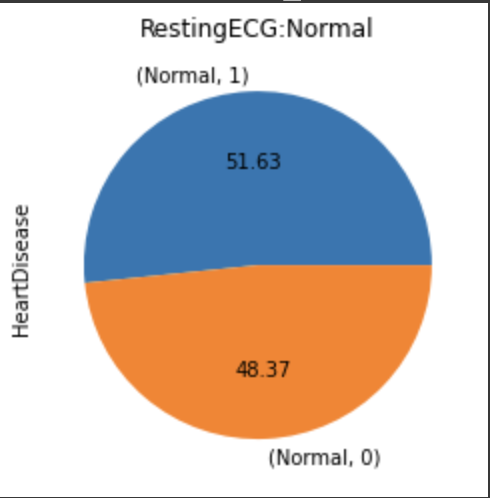 RestingECG:Normal
(Normal, 1)
51.63
HeartDisease
48.37
(Normal, 0)